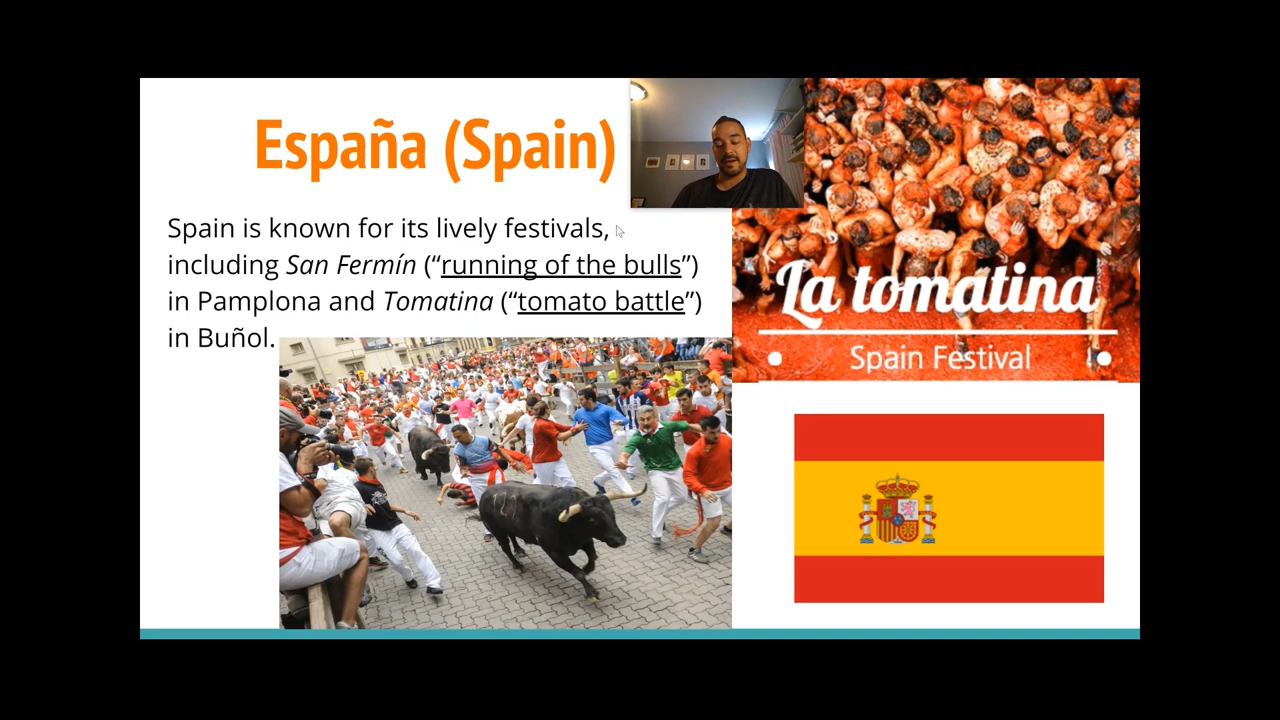 España (Spain)
Spain is known for its lively festivals,
including San Fermín (“running of the bulls”)
in Pamplona and Tomatina (“tomato battle”)
in Buñol.
La tomatina
Spain Festival